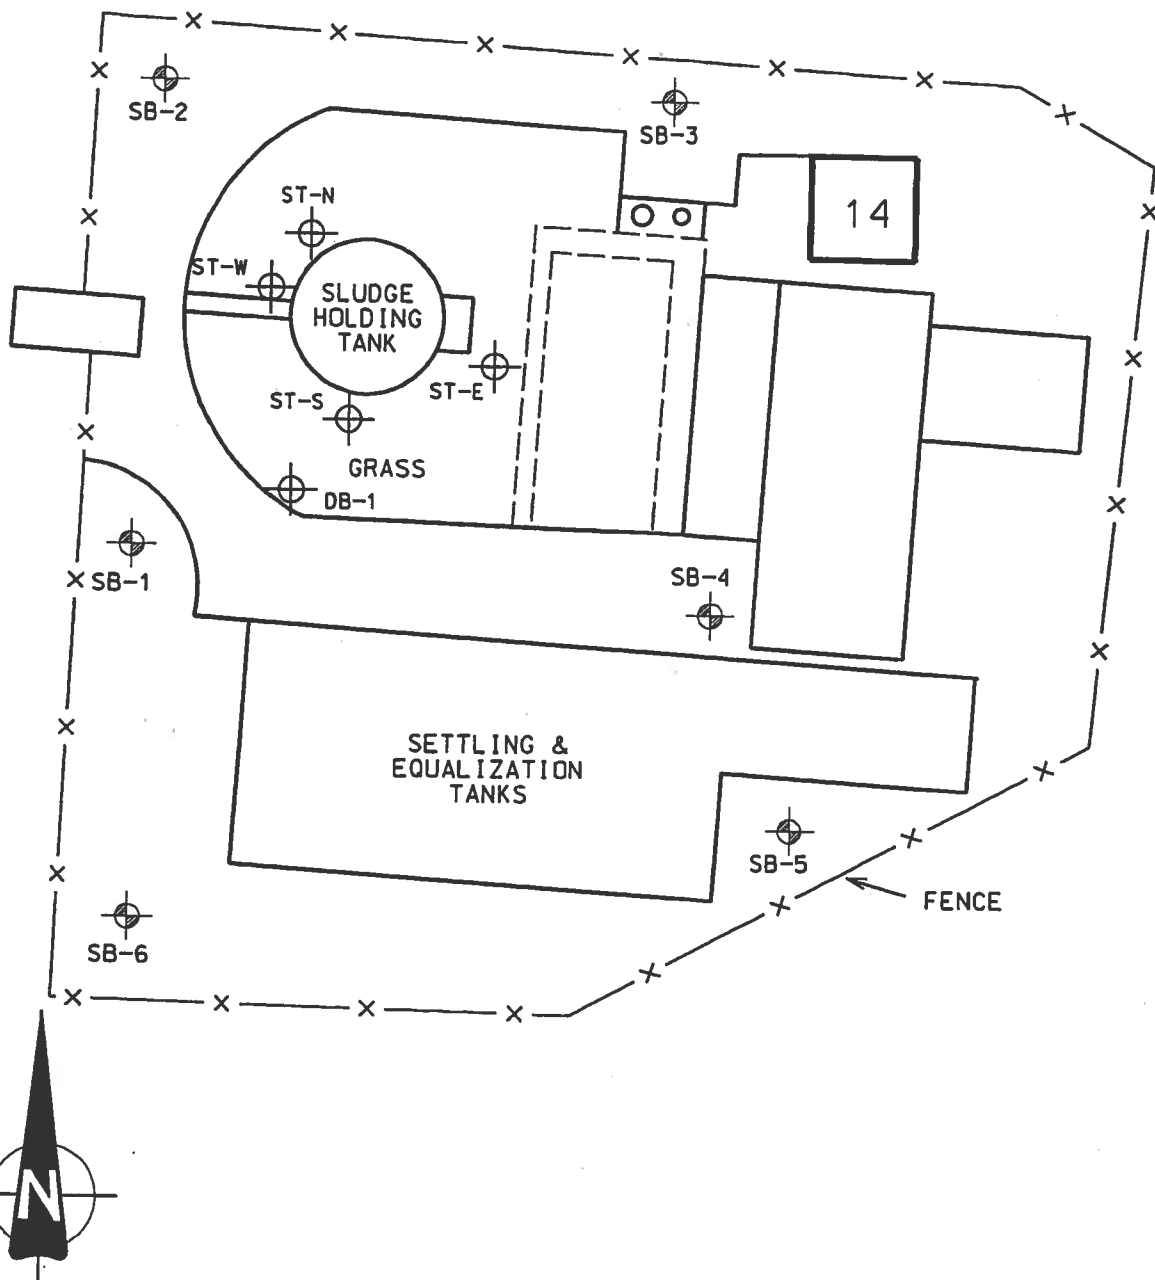 SB-2
SB-3
ST-N
14
ST-W
SLUDGE
HOLDING
TANK
ST-E
ST-S
GRASS
DB-1
SB-1
SB-4
SETTLING &
EQUALIZATION
TANKS
SB-5
FENCE
SB-6
N